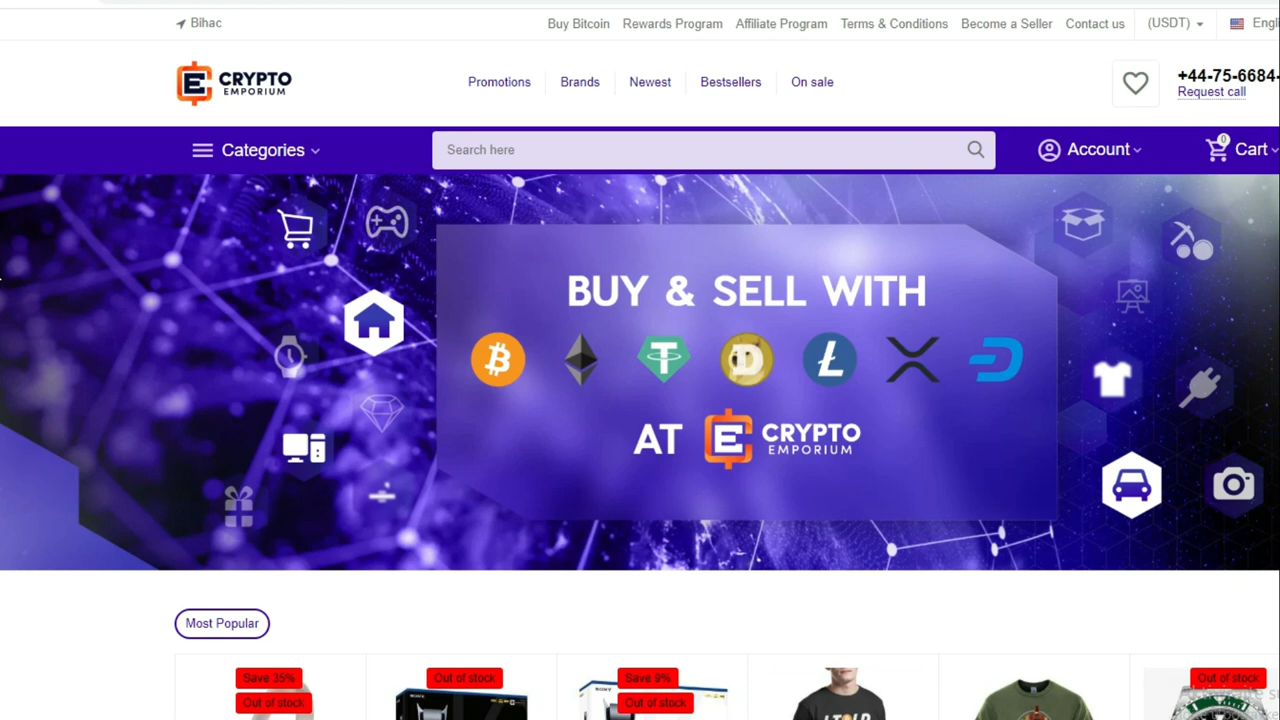 Bihac
Buy Bitcoin Rewards Program Affiliate Program Terms & Conditions Become a Seller Contact us (USDT) Engl
CRYPTO
EMPORIUM
Promotions Brands Newest Bestsellers On sale
+44-75-6684-
Request call
Categories Search here Account 0 Cart
BUY & SELL WITH
AT E CRYPTO
EMPORIUM
Most Popular
Save 35% Out of stock Save 9% Out of stock
Out of stock Out of stock
SONY SONY